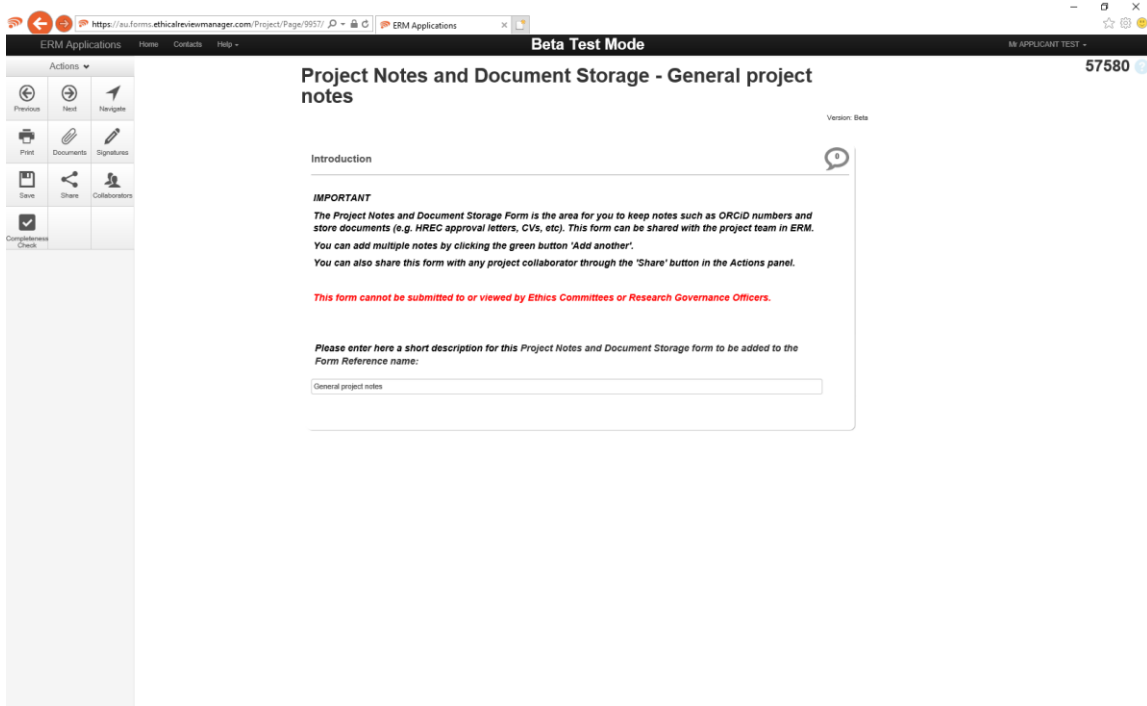 https://au.forms.ethicalreviewmanager.com/Project/Page/9957/
ERM Applications
ERM Applications Home Contacts Help
Beta Test Mode
Mr APPLICANT TEST
Actions
Previous Next Navigate
Print Documents Signatures
Save Share Collaborators
Completeness
Check
57580
Project Notes and Document Storage - General project
notes
Version: Beta
Introduction
0
IMPORTANT
The Project Notes and Document Storage Form is the area for you to keep notes such as ORCiD numbers and
store documents (e.g. HREC approval letters, CVs, etc). This form can be shared with the project team in ERM.
You can add multiple notes by clicking the green button 'Add another'.
You can also share this form with any project collaborator through the 'Share' button in the Actions panel.
This form cannot be submitted to or viewed by Ethics Committees or Research Governance Officers.
Please enter here a short description for this Project Notes and Document Storage form to be added to the
Form Reference name:
General project notes